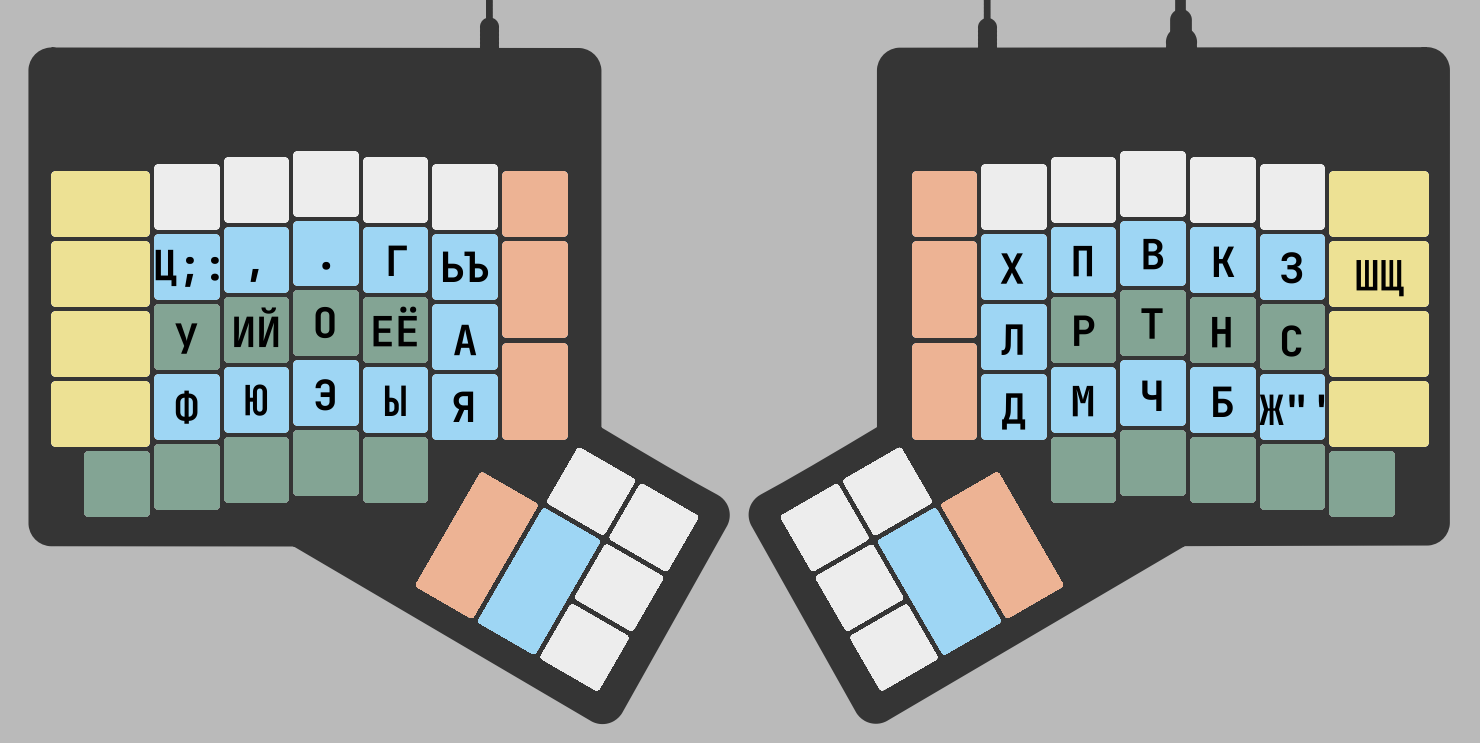 Ц;: , . Г ЬЪ Х П В К З ШЩ
У ИЙ О ЕЁ А Л Р Т Н С
Ф Ю Э Ы Я Д М Ч Б Ж"'